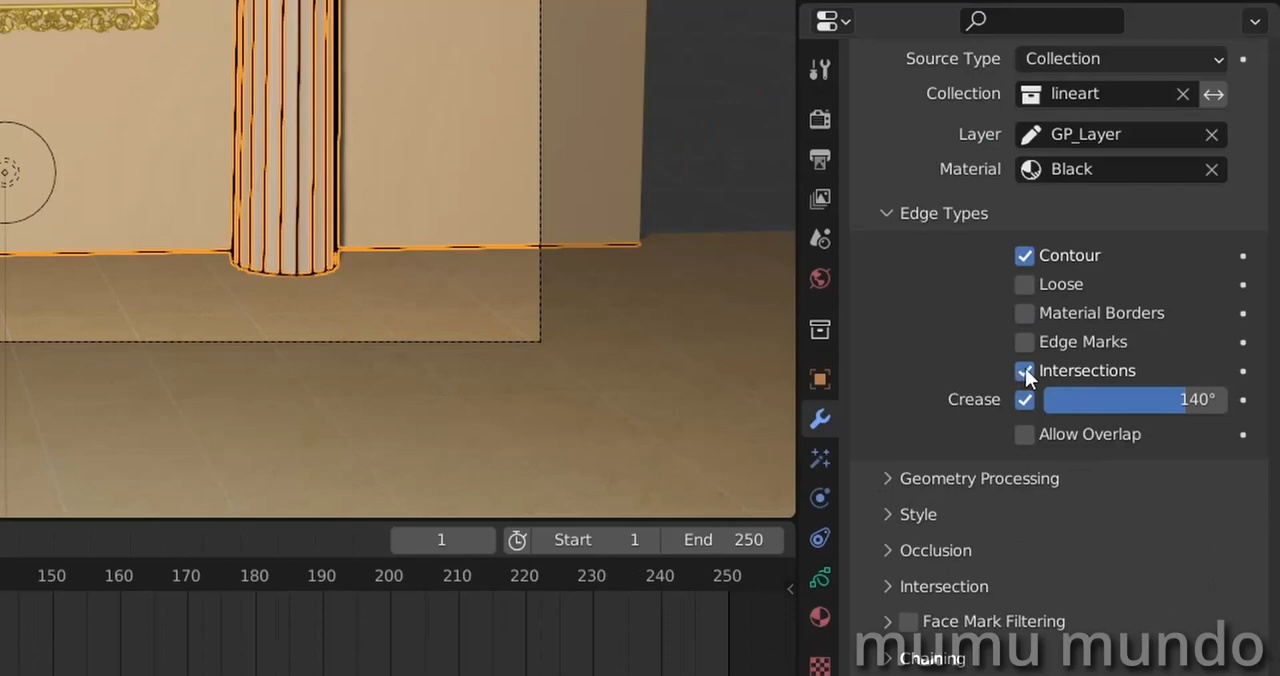 Source Type Collection
Collection lineart
Layer GP_Layer
Material Black
Edge Types
Contour
Loose
Material Borders
Edge Marks
Intersections
Crease 140°
Allow Overlap
Geometry Processing
Style
Occlusion
Intersection
Face Mark Filtering
Chaining
mumu mundo
1 Start 1 End 250
150 160 170 180 190 200 210 220 230 240 250